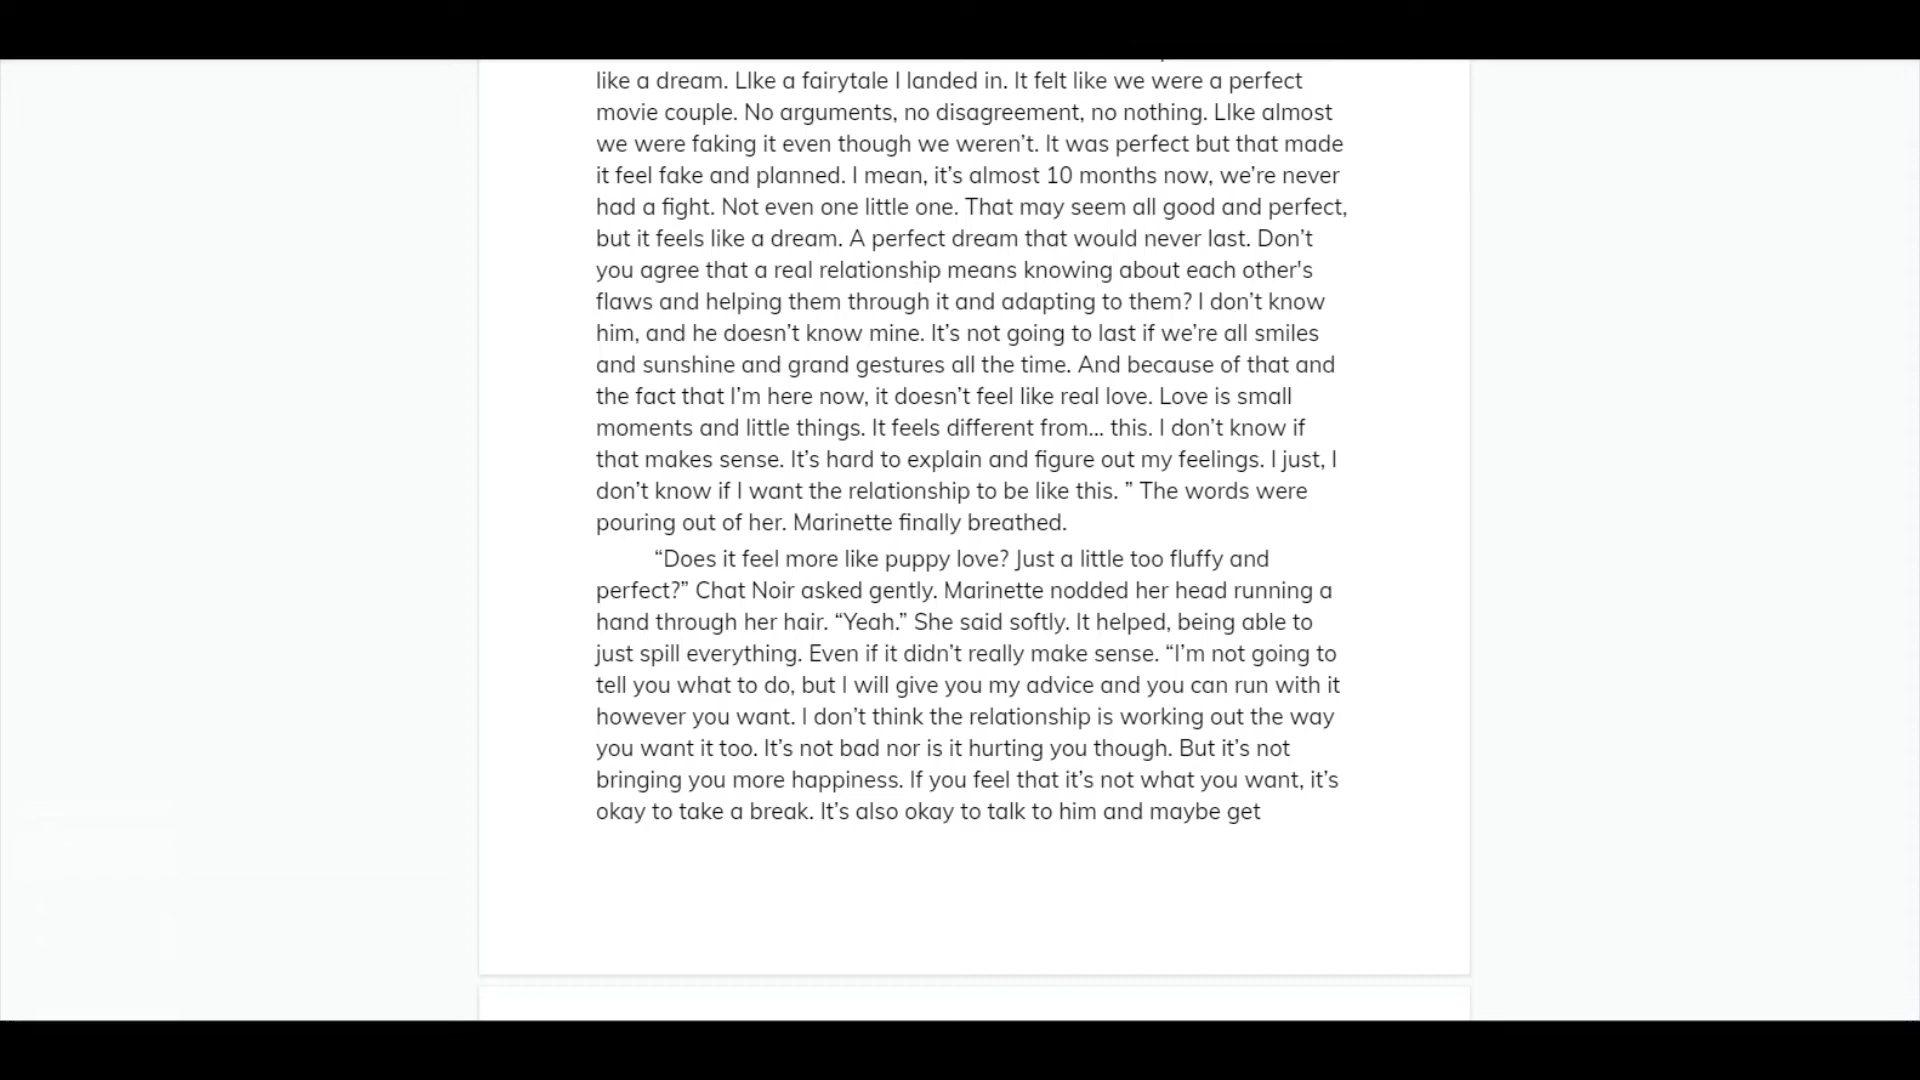 like a dream. LIke a fairytale I landed in. It felt like we were a perfect
movie couple. No arguments, no disagreement, no nothing. LIke almost
we were faking it even though we weren’t. It was perfect but that made
it feel fake and planned. I mean, it’s almost 10 months now, we’re never
had a fight. Not even one little one. That may seem all good and perfect,
but it feels like a dream. A perfect dream that would never last. Don’t
you agree that a real relationship means knowing about each other's
flaws and helping them through it and adapting to them? I don’t know
him, and he doesn’t know mine. It’s not going to last if we’re all smiles
and sunshine and grand gestures all the time. And because of that and
the fact that I’m here now, it doesn’t feel like real love. Love is small
moments and little things. It feels different from... this. I don’t know if
that makes sense. It’s hard to explain and figure out my feelings. I just, I
don’t know if I want the relationship to be like this. ” The words were
pouring out of her. Marinette finally breathed.
“Does it feel more like puppy love? Just a little too fluffy and
perfect?” Chat Noir asked gently. Marinette nodded her head running a
hand through her hair. “Yeah.” She said softly. It helped, being able to
just spill everything. Even if it didn’t really make sense. “I’m not going to
tell you what to do, but I will give you my advice and you can run with it
however you want. I don’t think the relationship is working out the way
you want it too. It’s not bad nor is it hurting you though. But it’s not
bringing you more happiness. If you feel that it’s not what you want, it’s
okay to take a break. It’s also okay to talk to him and maybe get